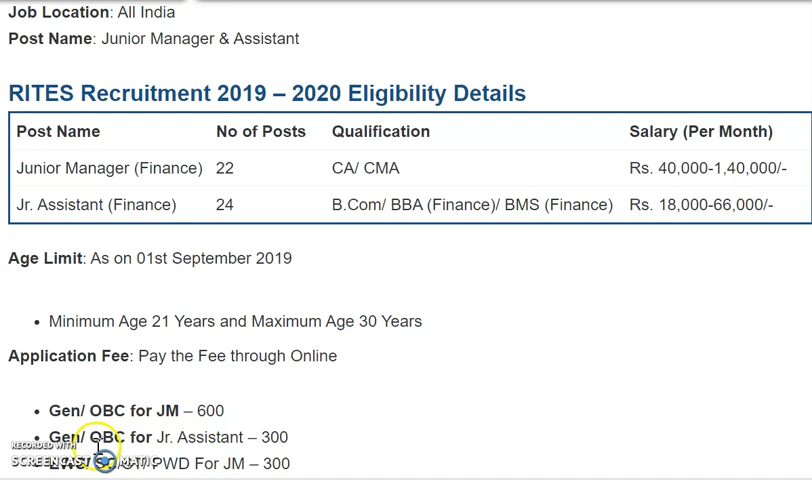 Job Location: All India
Post Name: Junior Manager & Assistant
RITES Recruitment 2019 – 2020 Eligibility Details
Post Name No of Posts Qualification Salary (Per Month)
Junior Manager (Finance) 22 CA/ CMA Rs. 40,000-1,40,000/-
Jr. Assistant (Finance) 24 B.Com/ BBA (Finance)/ BMS (Finance) Rs. 18,000-66,000/-
Age Limit: As on 01st September 2019
• Minimum Age 21 Years and Maximum Age 30 Years
Application Fee: Pay the Fee through Online
• Gen/ OBC for JM – 600
• Gen/ OBC for Jr. Assistant – 300
RECORDED WITH
SCREENCAST MATIC
PWD For JM – 300